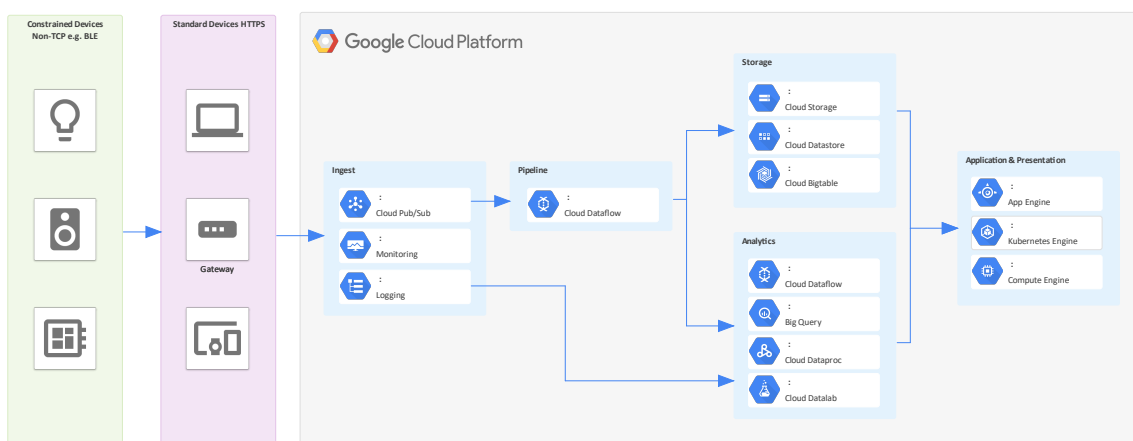 Constrained Devices
Non-TCP e.g. BLE
Standard Devices HTTPS
Gateway
Google Cloud Platform
Ingest
:
Cloud Pub/Sub
:
Monitoring
:
Logging
Pipeline
:
Cloud Dataflow
Storage
:
Cloud Storage
:
Cloud Datastore
:
Cloud Bigtable
Analytics
:
Cloud Dataflow
:
Big Query
:
Cloud Dataproc
:
Cloud Datalab
Application & Presentation
:
App Engine
:
Kubernetes Engine
:
Compute Engine